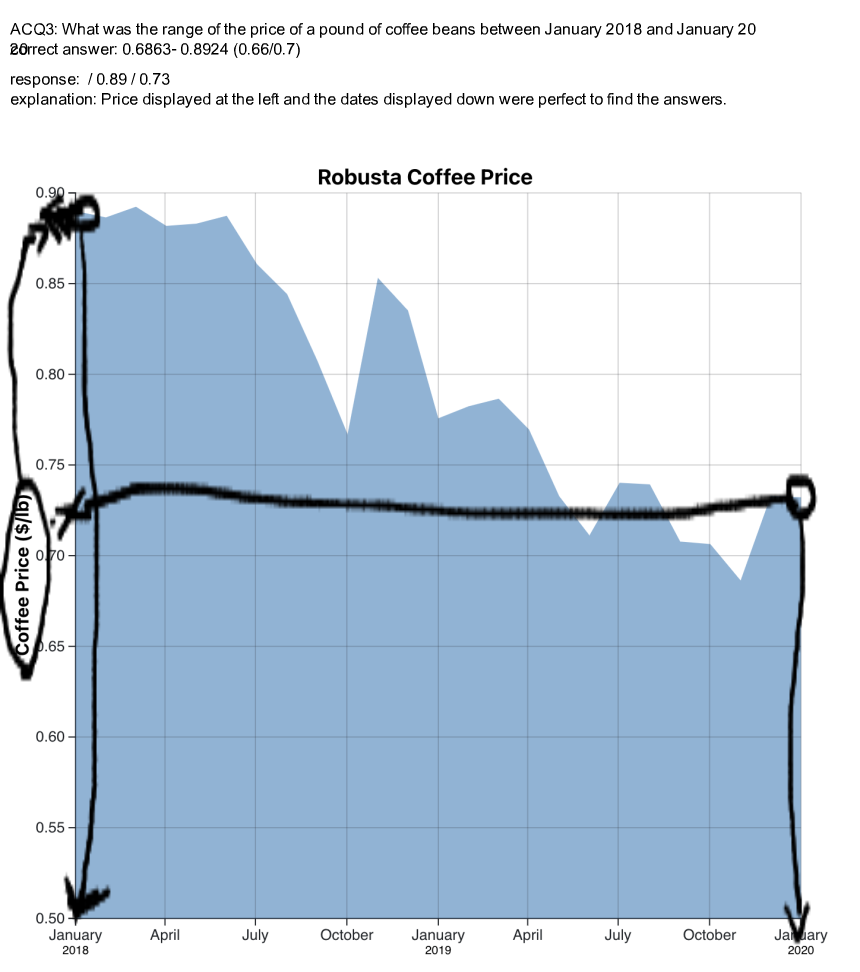 ACQ3: What was the range of the price of a pound of coffee beans between January 2018 and January 20
20
correct answer: 0.6863- 0.8924 (0.66/0.7)
response:  / 0.89 / 0.73
explanation: Price displayed at the left and the dates displayed down were perfect to find the answers.
Robusta Coffee Price
0.90
0.85
0.80
0.75
0.70
0.65
0.60
0.55
0.50
Coffee Price ($/lb)
January April July October January April July October January
2018 2019 2020